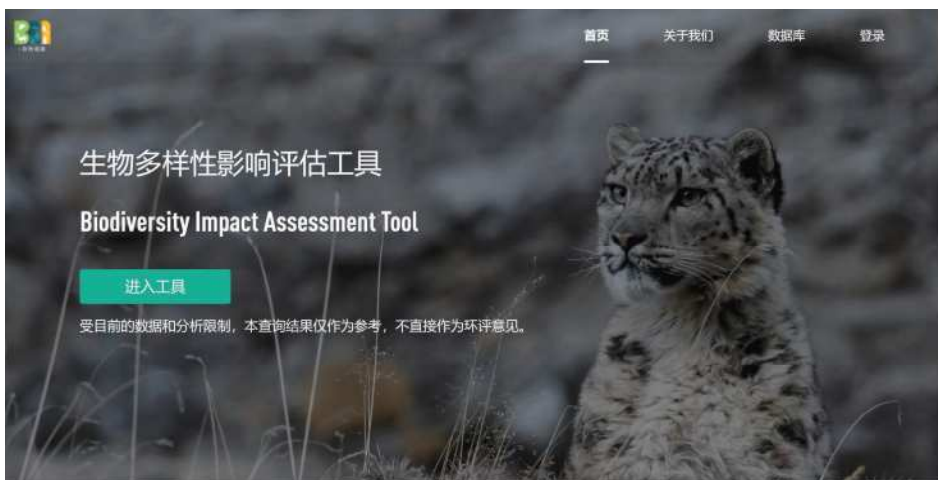 首页 关于我们 数据库 登录
生物多样性影响评估工具
Biodiversity Impact Assessment Tool
进入工具
受目前的数据和分析限制，本查询结果仅作为参考，不直接作为环评意见。